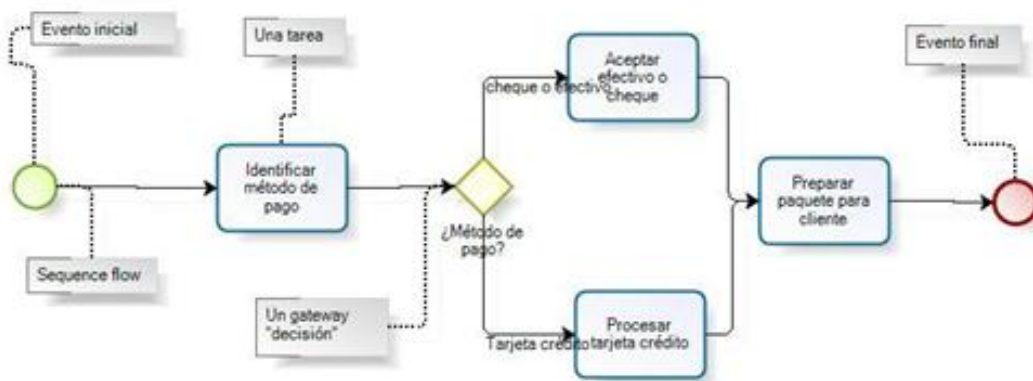 Evento inicial
Una tarea
Aceptar
efectivo o
cheque
Evento final
cheque o efectivo
Identificar
método de
pago
Preparar
paquete para
cliente
¿Método de
pago?
Sequence flow
Un gateway
"decisión"
Procesar
tarjeta crédito
Tarjeta crédito